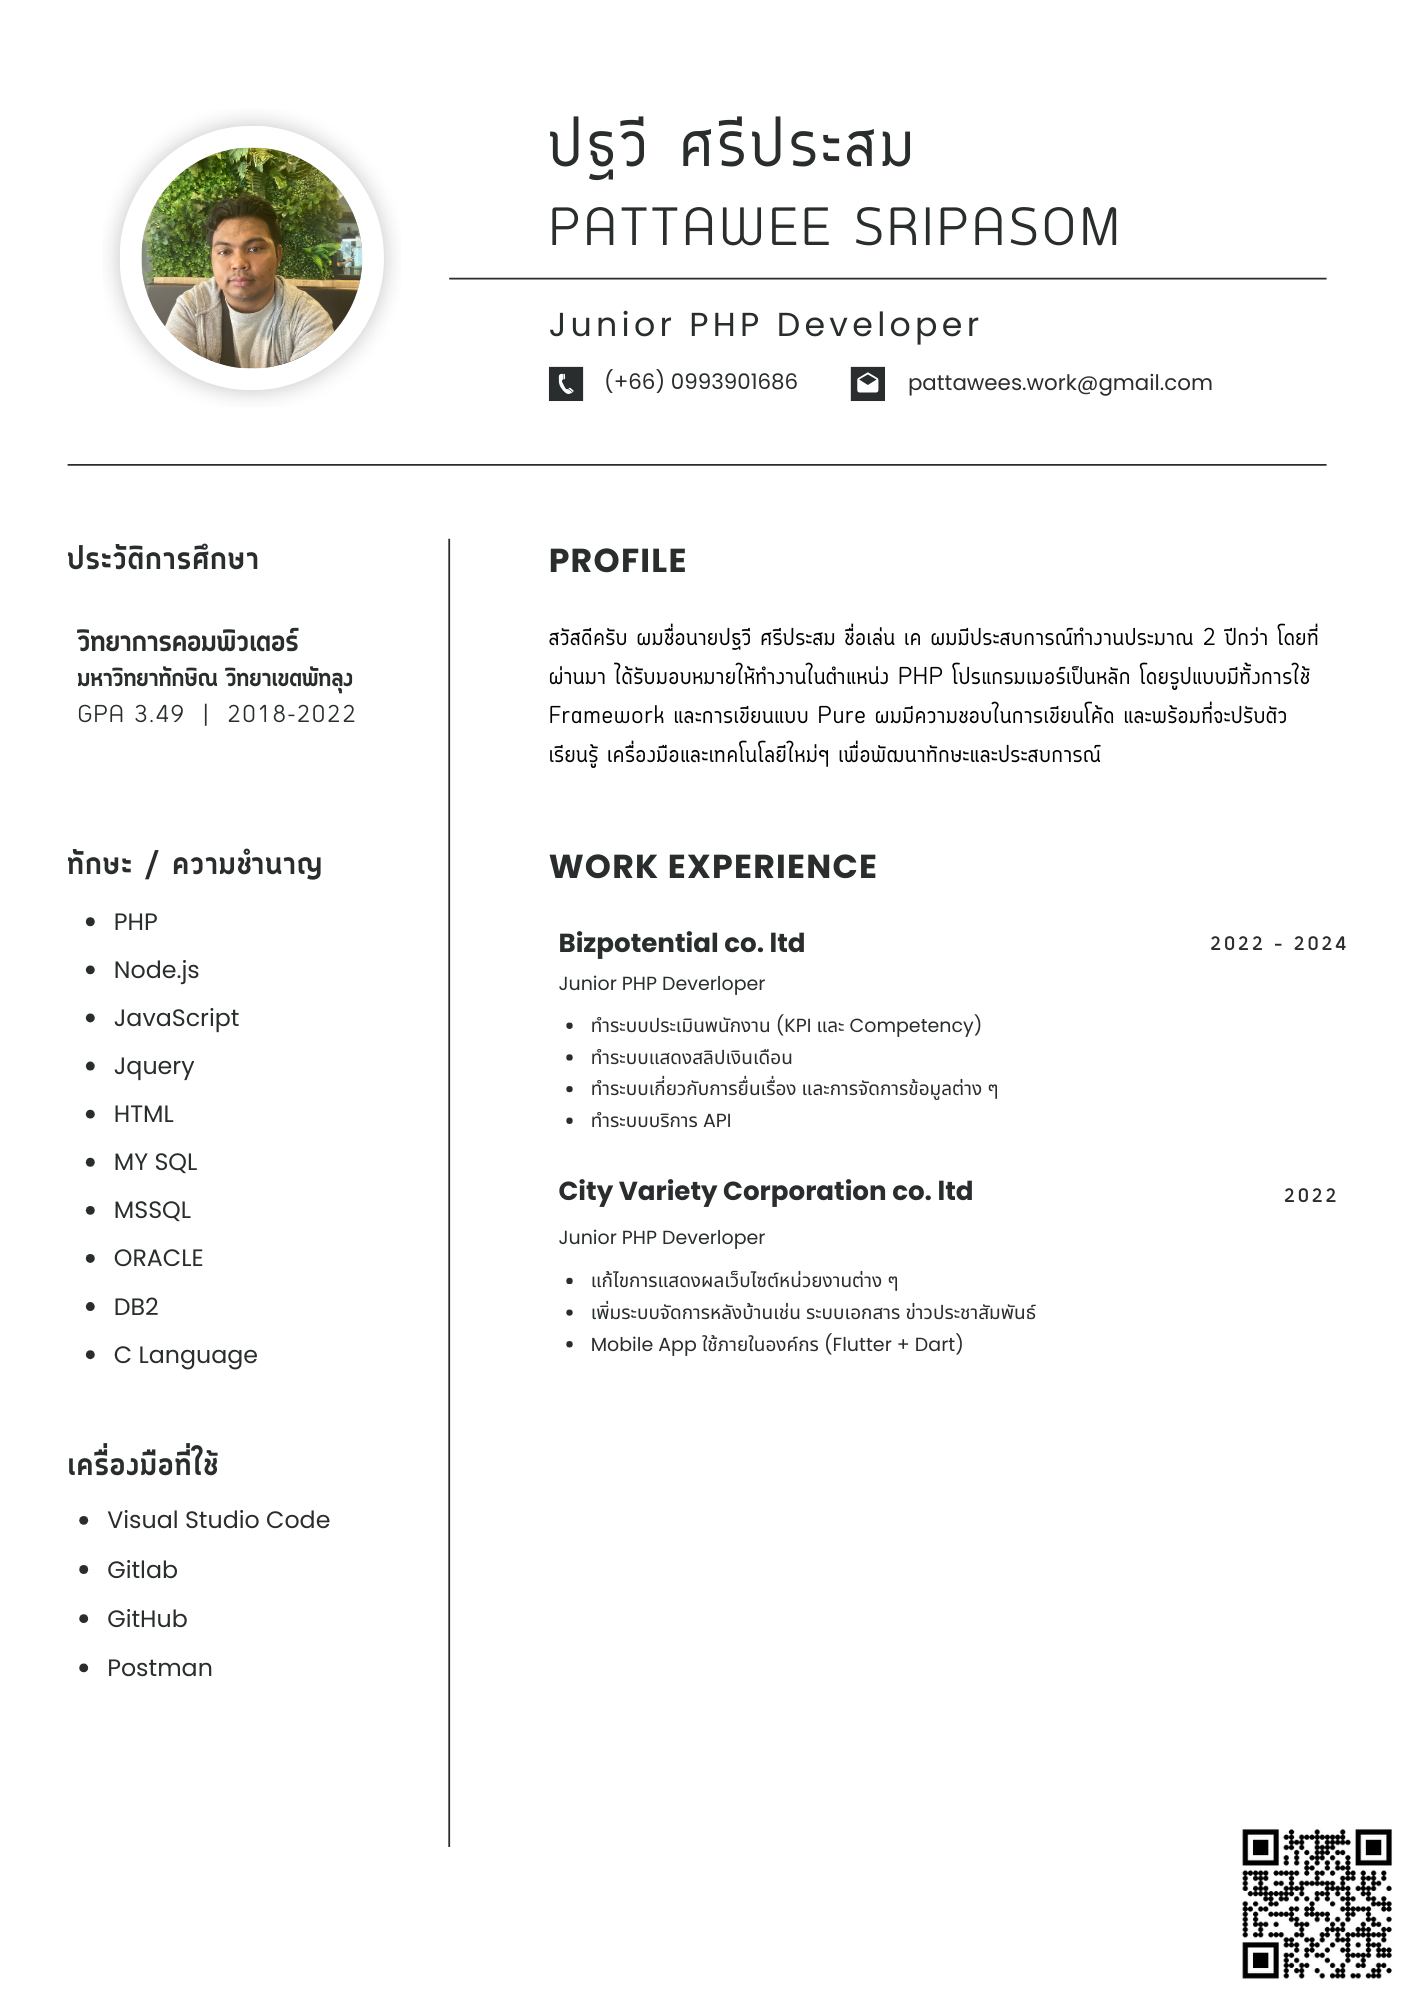 ปฐวี ศรีประสม
PATTAWEE SRIPASOM
Junior PHP Developer
(+66) 0993901686
pattawees.work@gmail.com
ประวัติการศึกษา
วิทยาการคอมพิวเตอร์
มหาวิทยาทักษิณ วิทยาเขตพัทลุง
GPA 3.49 | 2018-2022
ทักษะ / ความชำนาญ
PHP
Node.js
JavaScript
Jquery
HTML
MY SQL
MSSQL
ORACLE
DB2
C Language
เครื่องมือที่ใช้
Visual Studio Code
Gitlab
GitHub
Postman
PROFILE
สวัสดีครับ ผมชื่อนายปฐวี ศรีประสม ชื่อเล่น เค ผมมีประสบการณ์ทำงานประมาณ 2 ปีกว่า โดยที่
ผ่านมา ได้รับมอบหมายให้ทำงานในตำแหน่ง PHP โปรแกรมเมอร์เป็นหลัก โดยรูปแบบมีทั้งการใช้
Framework และการเขียนแบบ Pure ผมมีความชอบในการเขียนโค้ด และพร้อมที่จะปรับตัว
เรียนรู้ เครื่องมือและเทคโนโลยีใหม่ๆ เพื่อพัฒนาทักษะและประสบการณ์
WORK EXPERIENCE
Bizpotential co. ltd
2022 - 2024
Junior PHP Deverloper
ทำระบบประเมินพนักงาน (KPI และ Competency)
ทำระบบแสดงสลิปเงินเดือน
ทำระบบเกี่ยวกับการยื่นเรื่อง และการจัดการข้อมูลต่าง ๆ
ทำระบบบริการ API
City Variety Corporation co. ltd
2022
Junior PHP Deverloper
แก้ไขการแสดงผลเว็บไซต์หน่วยงานต่าง ๆ
เพิ่มระบบจัดการหลังบ้านเช่น ระบบเอกสาร ข่าวประชาสัมพันธ์
Mobile App ใช้ภายในองค์กร (Flutter + Dart)